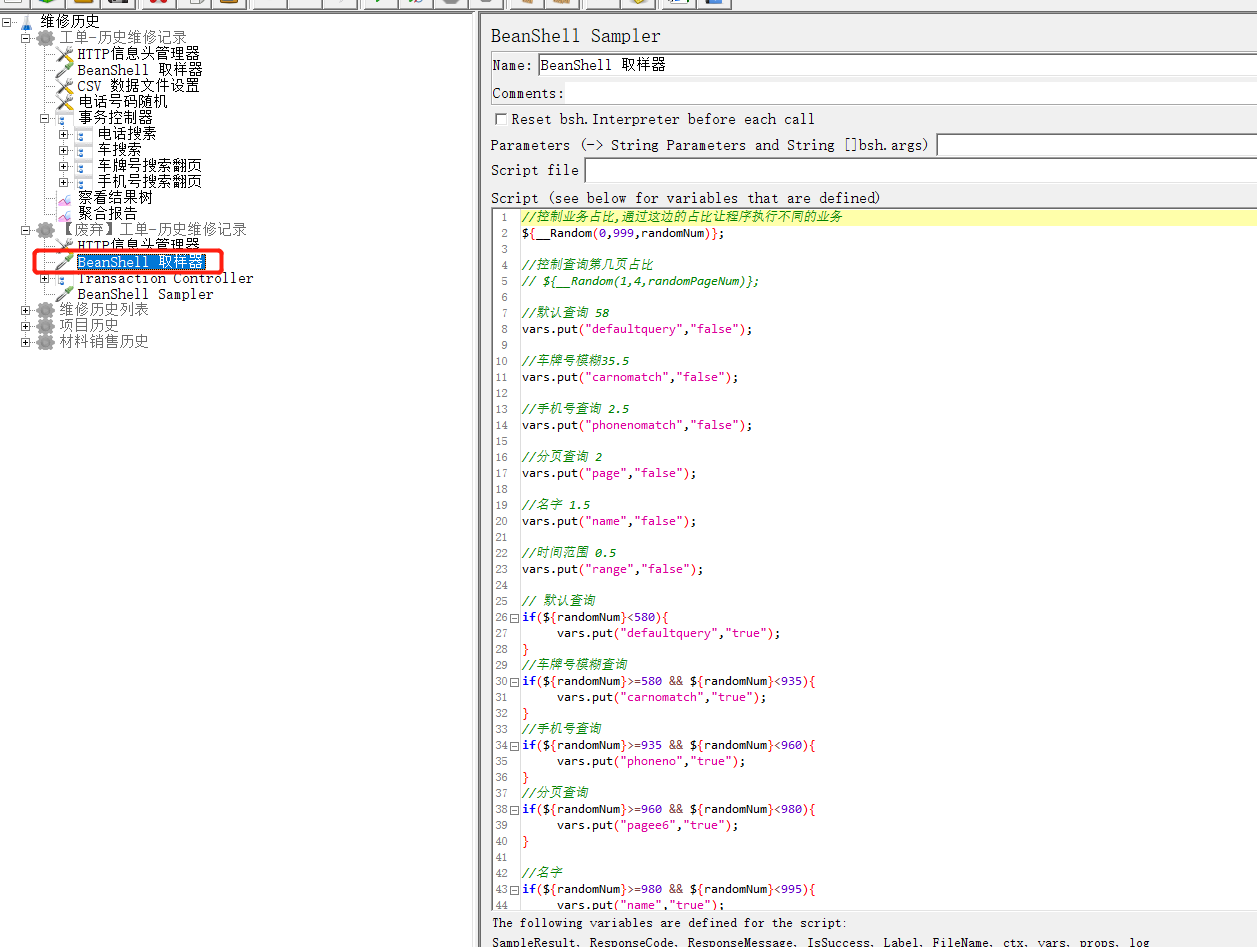 维修历史
工单-历史维修记录
HTTP信息头管理器
BeanShell 取样器
CSV 数据文件设置
电话号码随机
事务控制器
电话搜素
车搜索
车牌号搜索翻页
手机号搜索翻页
察看结果树
聚合报告
【废弃】工单-历史维修记录
HTTP信息头管理器
BeanShell 取样器
Transaction Controller
BeanShell Sampler
维修历史列表
项目历史
材料销售历史
BeanShell Sampler
Name: BeanShell 取样器
Comments:
Reset bsh.Interpreter before each call
Parameters (-> String Parameters and String []bsh.args)
Script file
Script (see below for variables that are defined)
1 //控制业务占比,通过这边的占比让程序执行不同的业务
2 ${__Random(0,999,randomNum)};
3
4 //控制查询第几页占比
5 // ${__Random(1,4,randomPageNum)};
6
7 //默认查询 58
8 vars.put("defaultquery","false");
9
10 //车牌号模糊35.5
11 vars.put("carnomatch","false");
12
13 //手机号查询 2.5
14 vars.put("phonenomatch","false");
15
16 //分页查询 2
17 vars.put("page","false");
18
19 //名字 1.5
20 vars.put("name","false");
21
22 //时间范围 0.5
23 vars.put("range","false");
24
25 // 默认查询
26 if(${randomNum}<580){
27 vars.put("defaultquery","true");
28 }
29 //车牌号模糊查询
30 if(${randomNum}>=580 && ${randomNum}<935){
31 vars.put("carnomatch","true");
32 }
33 //手机号查询
34 if(${randomNum}>=935 && ${randomNum}<960){
35 vars.put("phoneno","true");
36 }
37 //分页查询
38 if(${randomNum}>=960 && ${randomNum}<980){
39 vars.put("pagee6","true");
40 }
41
42 //名字
43 if(${randomNum}>=980 && ${randomNum}<995){
44 vars.put("name","true");
The following variables are defined for the script:
SampleResult, ResponseCode, ResponseMessage, IsSuccess, Label, FileName, ctx, vars, props, log